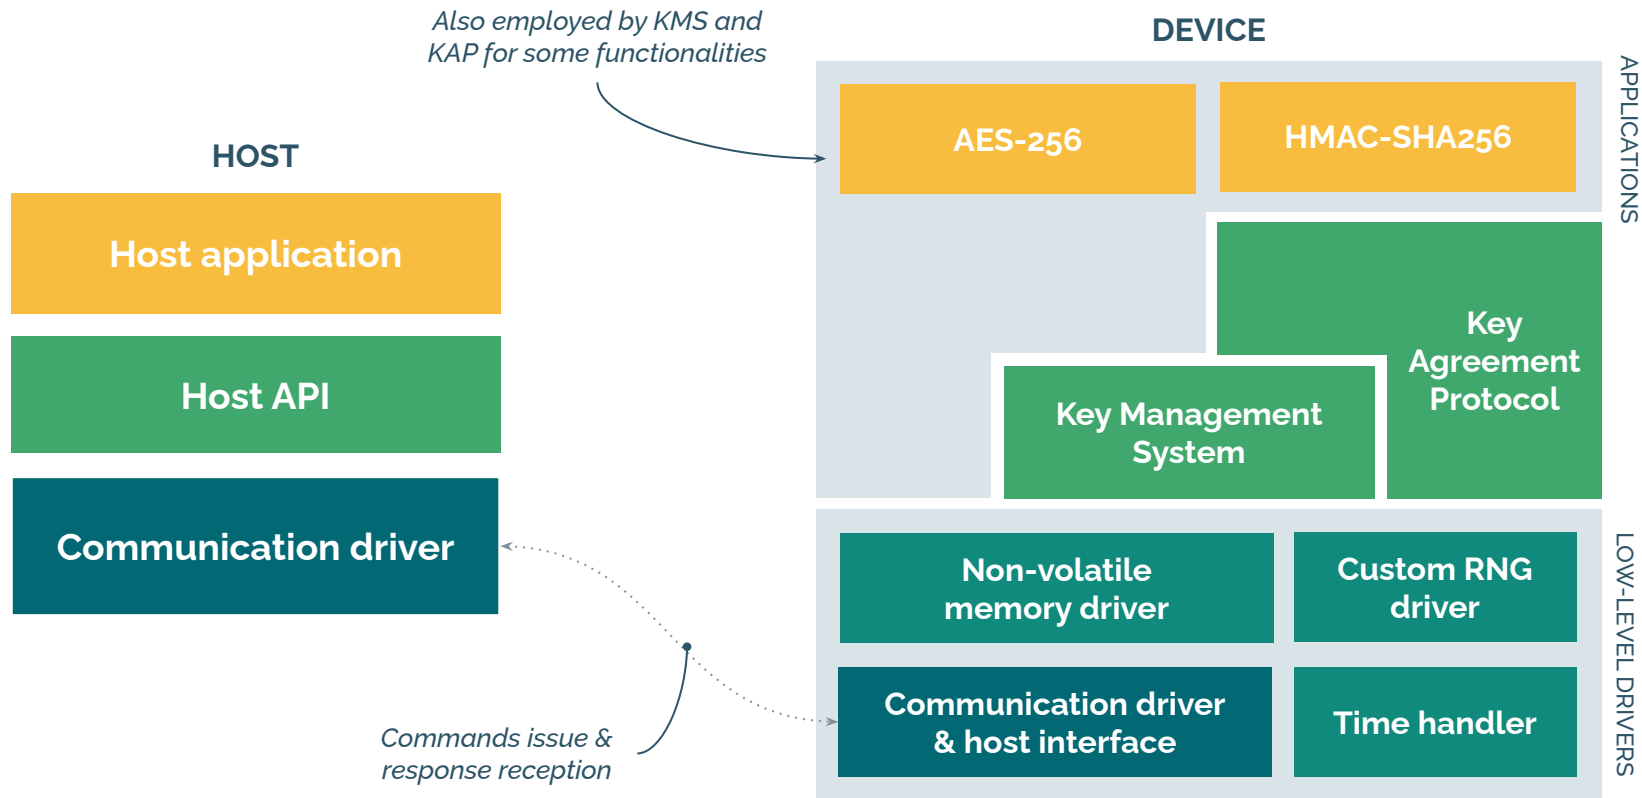 Also employed by KMS and
KAP for some functionalities
HOST
Host application
Host API
Communication driver
Commands issue &
response reception
DEVICE
APPLICATIONS
AES-256
HMAC-SHA256
Key
Agreement
Protocol
Key Management
System
LOW-LEVEL DRIVERS
Non-volatile
memory driver
Custom RNG
driver
Communication driver
& host interface
Time handler